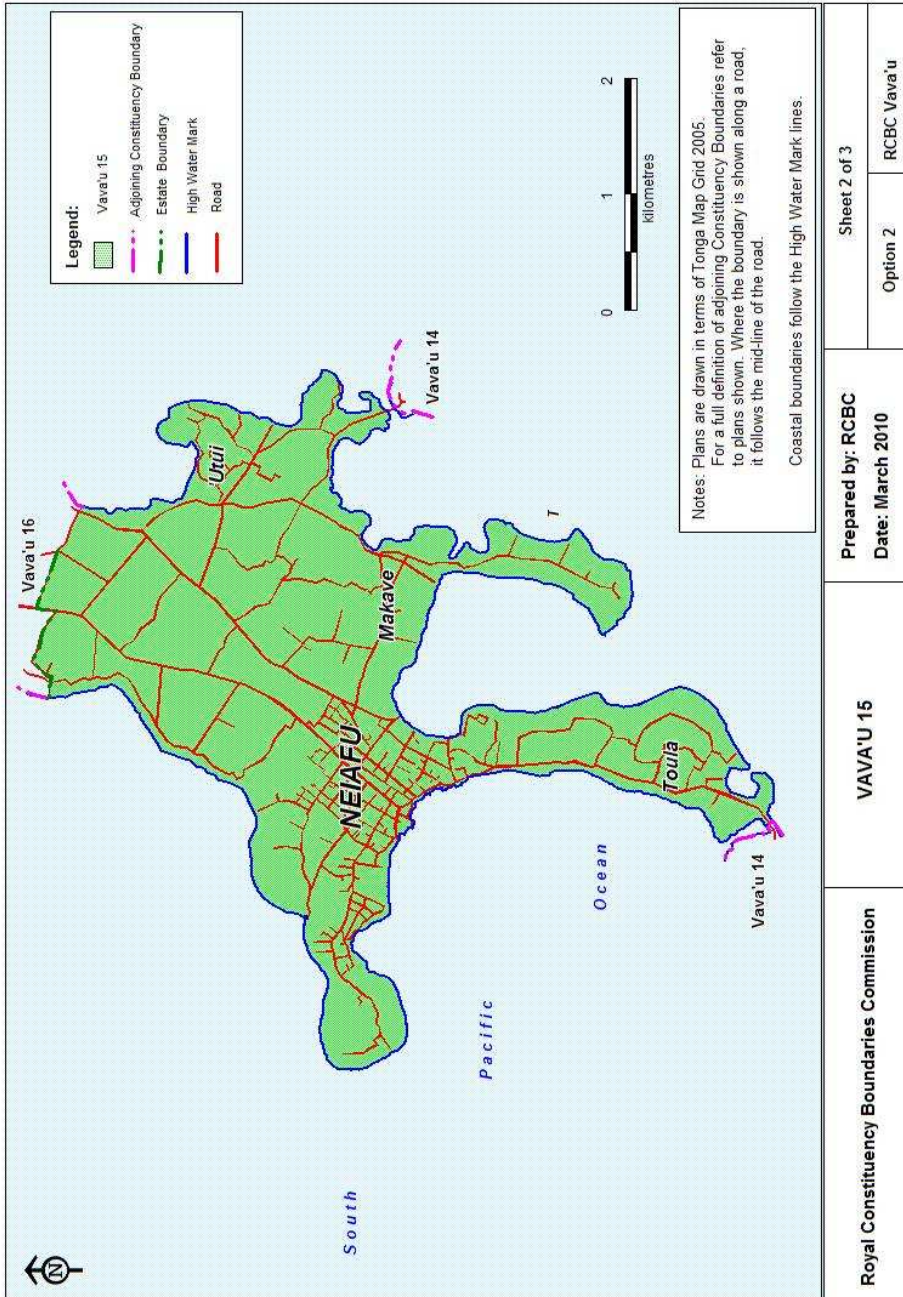 N
Legend:
Vava'u 15
Adjoining Constituency Boundary
Estate Boundary
High Water Mark
Road
Vava'u 16
'Utui
Vava'u 14
Makave
NEIAFU
T
Toula
Vava'u 14
South
Pacific
Ocean
0 1 2
kilometres
Notes: Plans are drawn in terms of Tonga Map Grid 2005.
For a full definition of adjoining Constituency Boundaries refer
to plans shown. Where the boundary is shown along a road,
it follows the mid-line of the road.
Coastal boundaries follow the High Water Mark lines.
Royal Constituency Boundaries Commission
VAVA'U 15
Prepared by: RCBC
Date: March 2010
Sheet 2 of 3
Option 2
RCBC Vava'u